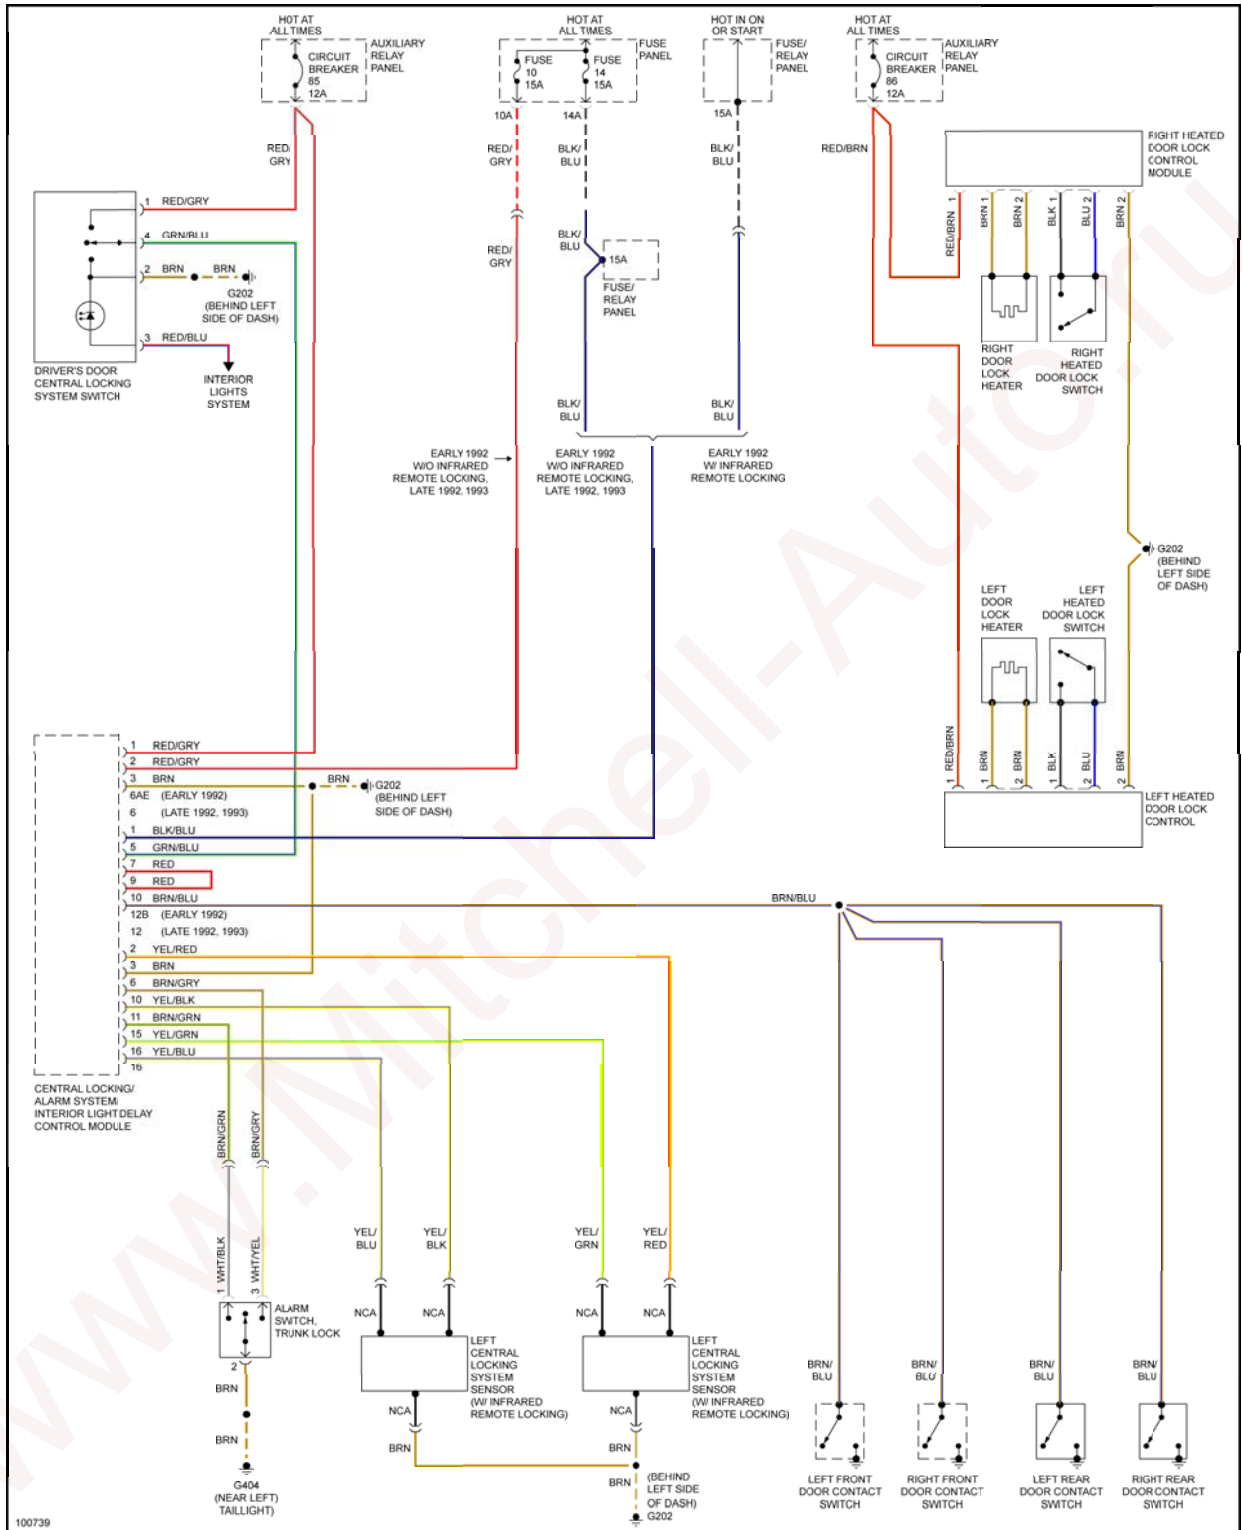 HOT AT
ALL TIMES
CIRCUIT
BREAKER
85
12A
AUXILIARY
RELAY
PANEL
HOT AT
ALL TIMES
FUSE
10
15A
FUSE
14
15A
FUSE
PANEL
HOT IN ON
OR START
FUSE/
RELAY
PANEL
HOT AT
ALL TIMES
CIRCUIT
BREAKER
86
12A
AUXILIARY
RELAY
PANEL
10A
14A
15A
RED/
GRY
RED/
GRY
BLK/
BLU
BLK/
BLU
RED/BRN
RIGHT HEATED
DOOR LOCK
CONTROL
MODULE
RED/BRN 1
BRN 1
BRN 2
BLK 1
BLU 2
BRN 2
1 RED/GRY
4 GRN/BLU
2 BRN
BRN
G202
(BEHIND LEFT
SIDE OF DASH)
3 RED/BLU
INTERIOR
LIGHTS
SYSTEM
DRIVER'S DOOR
CENTRAL LOCKING
SYSTEM SWITCH
RED/
GRY
BLK/
BLU
15A
FUSE/
RELAY
PANEL
RIGHT
DOOR
LOCK
HEATER
RIGHT
HEATED
DOOR LOCK
SWITCH
BLK/
BLU
BLK/
BLU
EARLY 1992
W/O INFRARED
REMOTE LOCKING,
LATE 1992, 1993
EARLY 1992
W/O INFRARED
REMOTE LOCKING,
LATE 1992, 1993
EARLY 1992
W/ INFRARED
REMOTE LOCKING
G202
(BEHIND
LEFT SIDE
OF DASH)
LEFT
DOOR
LOCK
HEATER
LEFT
HEATED
DOOR LOCK
SWITCH
1 RED/BRN
1 BRN
2 BRN
1 BLK
2 BLU
2 BRN
LEFT HEATED
DOOR LOCK
CONTROL
1 RED/GRY
2 RED/GRY
3 BRN
BRN
G202
(BEHIND LEFT
SIDE OF DASH)
6AE (EARLY 1992)
6 (LATE 1992, 1993)
1 BLK/BLU
5 GRN/BLU
7 RED
9 RED
10 BRN/BLU
BRN/BLU
12B (EARLY 1992)
12 (LATE 1992, 1993)
2 YEL/RED
3 BRN
6 BRN/GRY
10 YEL/BLK
11 BRN/GRN
15 YEL/GRN
16 YEL/BLU
16
CENTRAL LOCKING/
ALARM SYSTEM/
INTERIOR LIGHT DELAY
CONTROL MODULE
BRN/GRN
BRN/GRY
1 WHT/BLK
3 WHT/YEL
ALARM
SWITCH,
TRUNK LOCK
2
BRN
BRN
G404
(NEAR LEFT)
TAILLIGHT)
YEL/
BLU
YEL/
BLK
YEL/
GRN
YEL/
RED
NCA
NCA
NCA
NCA
LEFT
CENTRAL
LOCKING
SYSTEM
SENSOR
(W/ INFRARED
REMOTE LOCKING)
LEFT
CENTRAL
LOCKING
SYSTEM
SENSOR
(W/ INFRARED
REMOTE LOCKING)
NCA
NCA
BRN
BRN
BRN
(BEHIND
LEFT SIDE
OF DASH)
G202
BRN/
BLU
BRN/
BLU
BRN/
BLU
BRN/
BLU
LEFT FRONT
DOOR CONTACT
SWITCH
RIGHT FRONT
DOOR CONTACT
SWITCH
LEFT REAR
DOOR CONTACT
SWITCH
RIGHT REAR
DOOR CONTACT
SWITCH
100739
www.Mitchell-Auto.ru